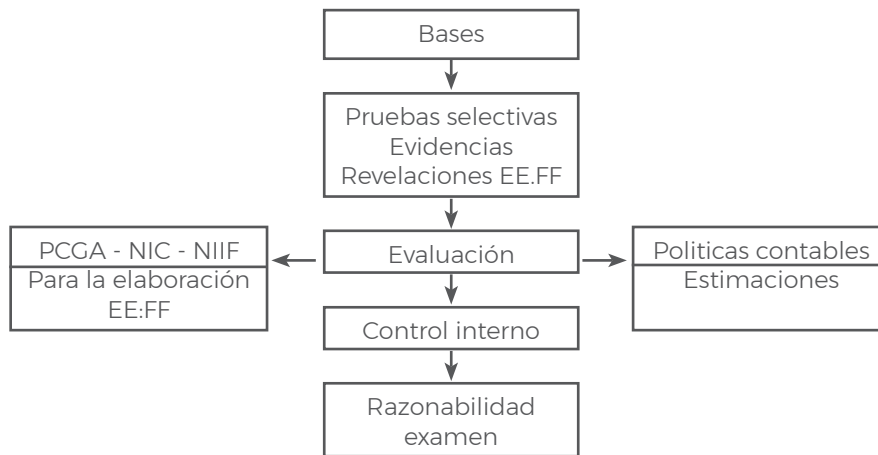 Bases
Pruebas selectivas
Evidencias
Revelaciones EE.FF
PCGA - NIC - NIIF
Para la elaboración
EE:FF
Evaluación
Politicas contables
Estimaciones
Control interno
Razonabilidad
examen